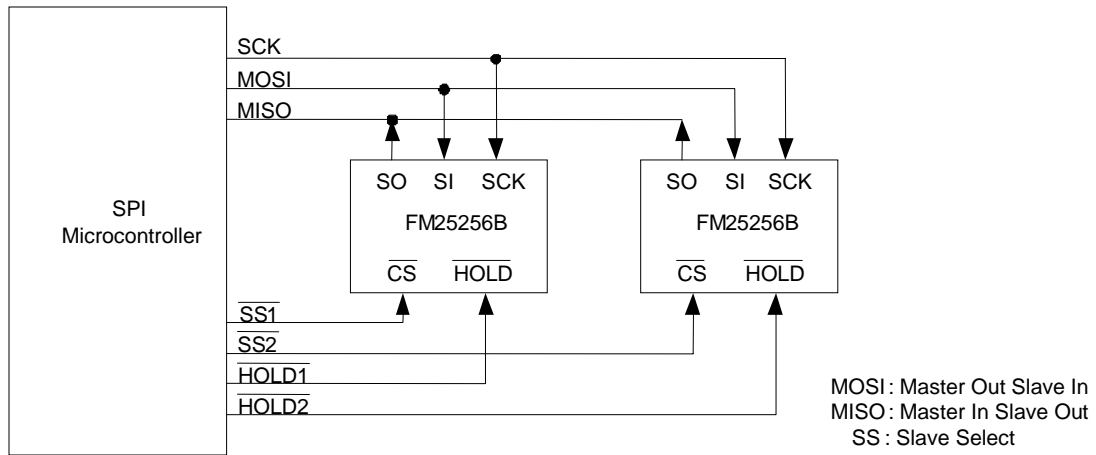 SCK
MOSI
MISO
SO SI SCK
FM25256B
CS HOLD
SO SI SCK
FM25256B
CS HOLD
SPI
Microcontroller
SS1
SS2
HOLD1
HOLD2
MOSI : Master Out Slave In
MISO : Master In Slave Out
SS : Slave Select